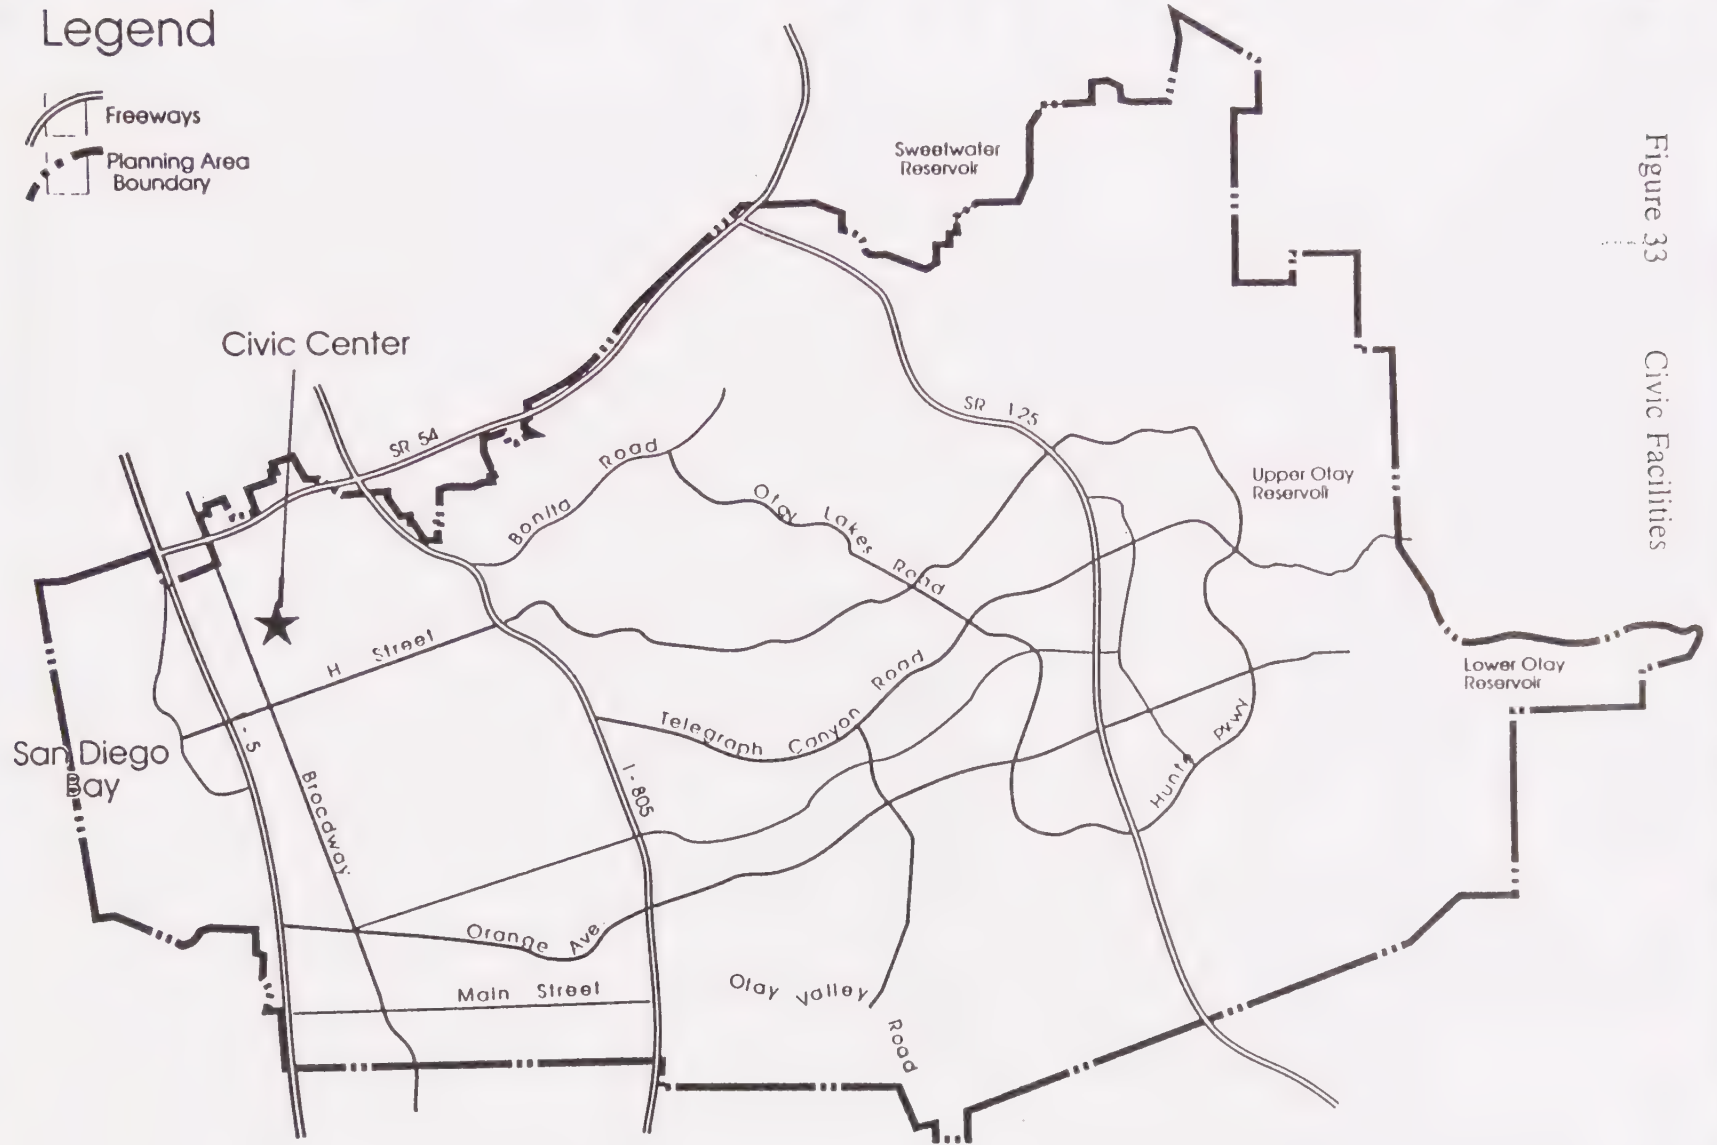 Legend
Freeways
Planning Area
Boundary
Figure 33 Civic Facilities
Sweetwater
Reservoir
Civic Center
SR 54
SR 125
Bonita Road
Otay Lakes Road
Upper Otay
Reservoir
H Street
Telegraph Canyon Road
Lower Otay
Reservoir
San Diego
Bay
I-5
Broadway
I-805
Hunte Pkwy
Orange Ave.
Main Street
Otay Valley
Road